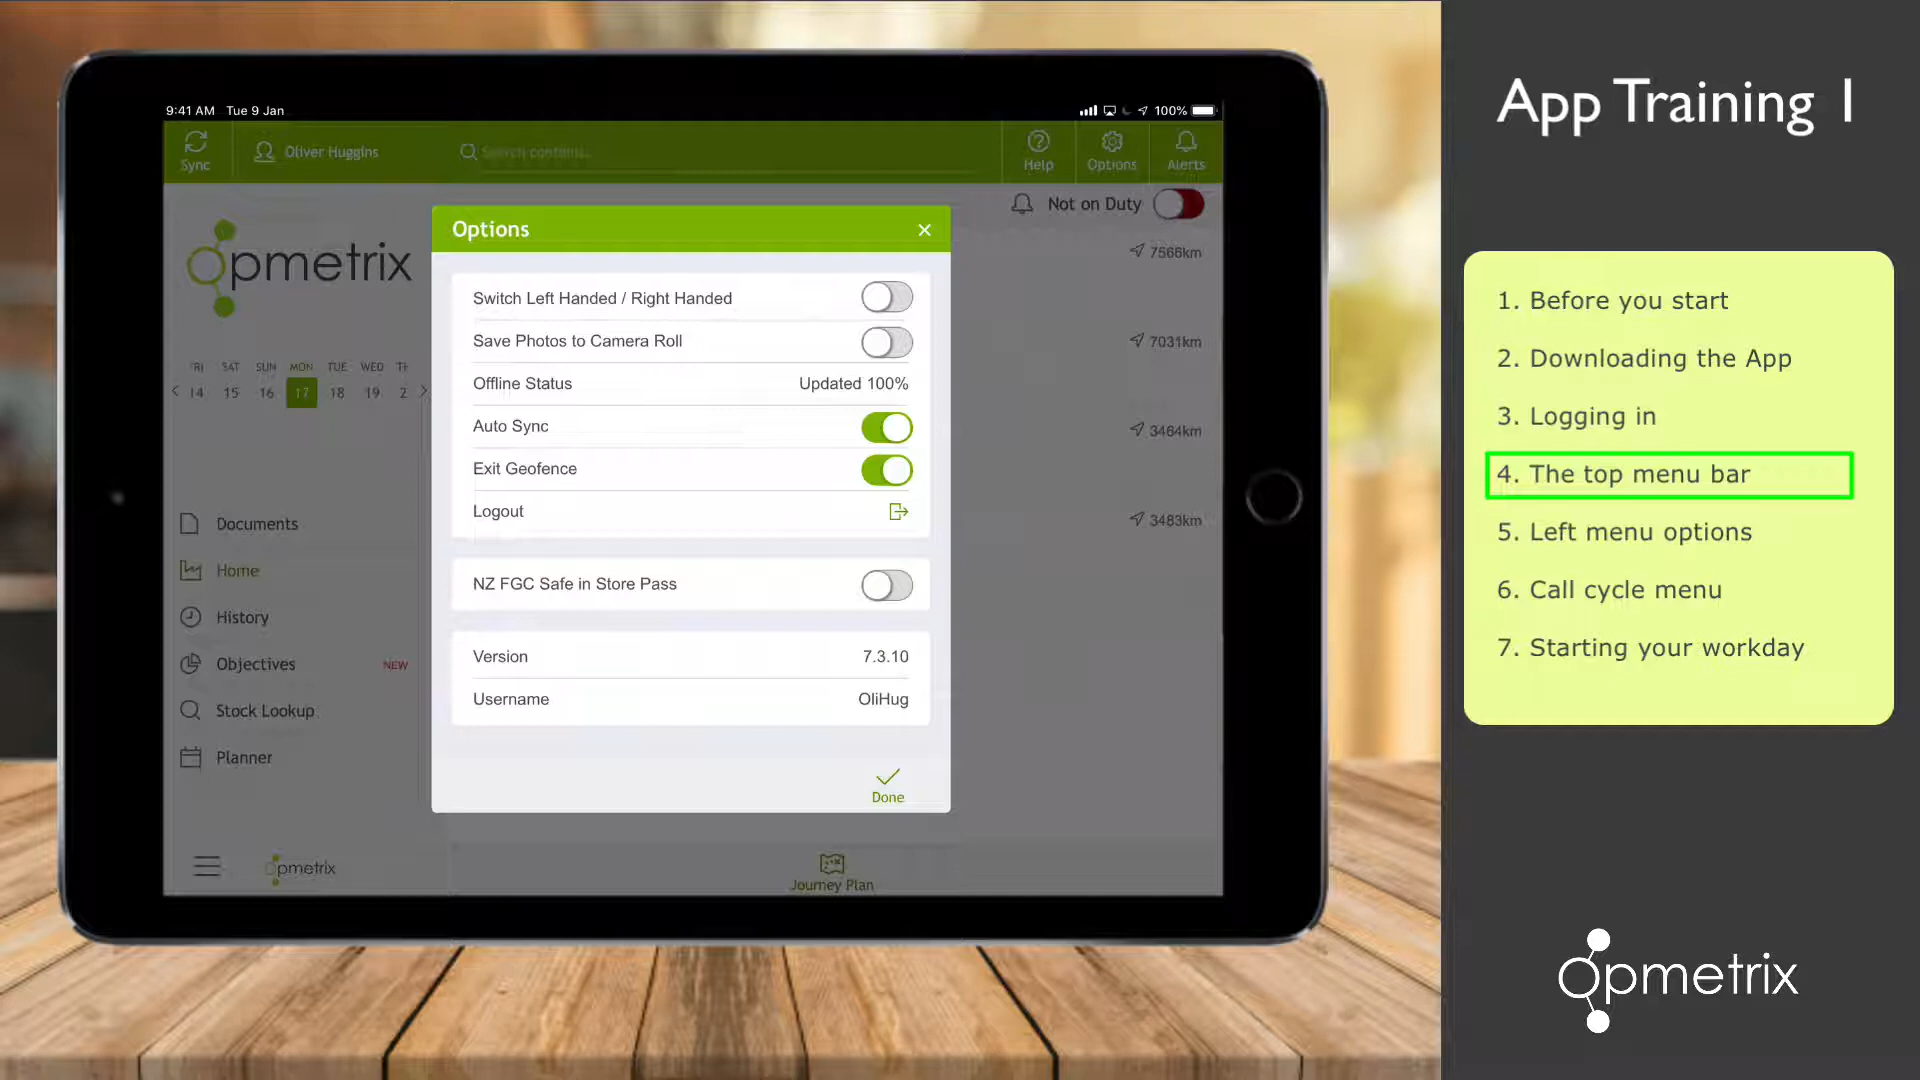 App Training 1
9:41 AM Tue 9 Jan
100%
Sync
Oliver Huggins
Search contents...
Help
Options
Alerts
Not on Duty
opmetrix
7566km
7031km
3464km
3483km
FRI SAT SUN MON TUE WED TH
14 15 16 17 18 19 2
Documents
Home
History
Objectives NEW
Stock Lookup
Planner
Options
Switch Left Handed / Right Handed
Save Photos to Camera Roll
Offline Status Updated 100%
Auto Sync
Exit Geofence
Logout
NZ FGC Safe in Store Pass
Version 7.3.10
Username OliHug
Done
opmetrix
Journey Plan
1. Before you start
2. Downloading the App
3. Logging in
4. The top menu bar
5. Left menu options
6. Call cycle menu
7. Starting your workday
opmetrix